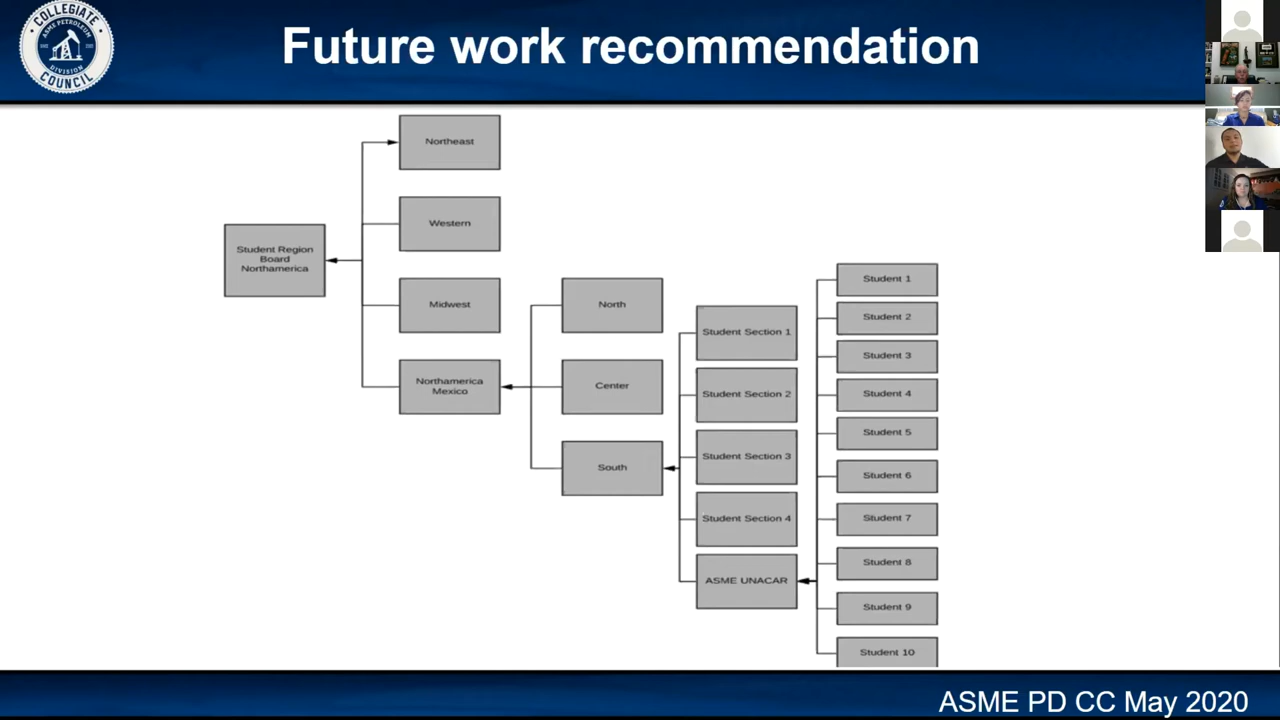 COLLEGIATE
ASME PETROLEUM
DIVISION
COUNCIL
Future work recommendation
Northeast
Western
Student Region
Board
Northamerica
Midwest
Northamerica
Mexico
North
Center
South
Student Section 1
Student Section 2
Student Section 3
Student Section 4
ASME UNACAR
Student 1
Student 2
Student 3
Student 4
Student 5
Student 6
Student 7
Student 8
Student 9
Student 10
ASME PD CC May 2020